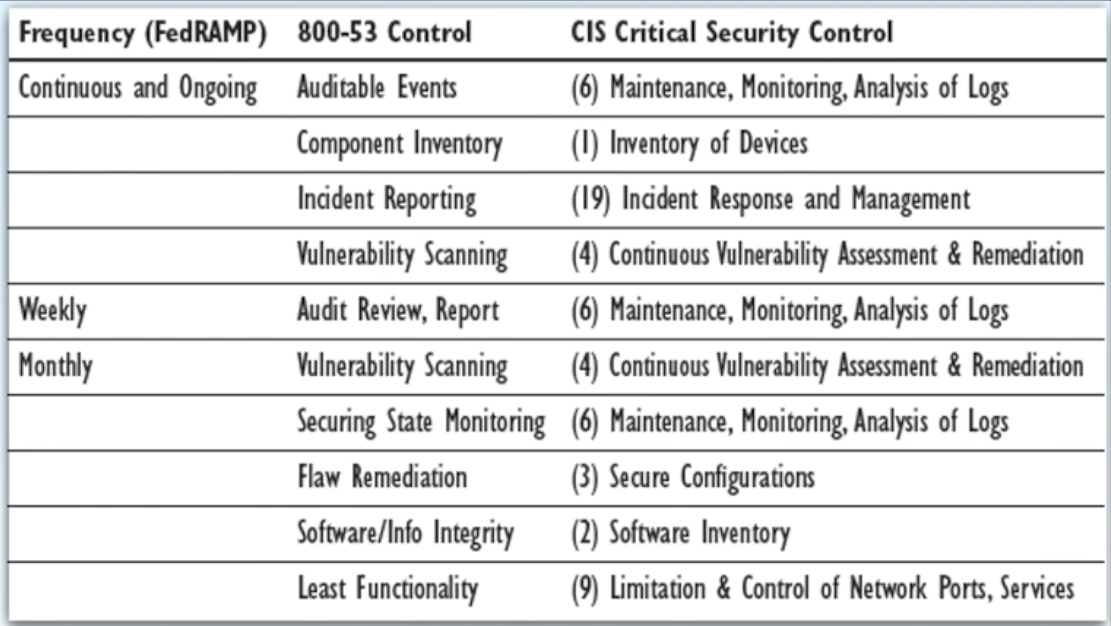 Frequency (FedRAMP) 800-53 Control CIS Critical Security Control
Continuous and Ongoing Auditable Events (6) Maintenance, Monitoring, Analysis of Logs
Component Inventory (1) Inventory of Devices
Incident Reporting (19) Incident Response and Management
Vulnerability Scanning (4) Continuous Vulnerability Assessment & Remediation
Weekly Audit Review, Report (6) Maintenance, Monitoring, Analysis of Logs
Monthly Vulnerability Scanning (4) Continuous Vulnerability Assessment & Remediation
Securing State Monitoring (6) Maintenance, Monitoring, Analysis of Logs
Flaw Remediation (3) Secure Configurations
Software/Info Integrity (2) Software Inventory
Least Functionality (9) Limitation & Control of Network Ports, Services